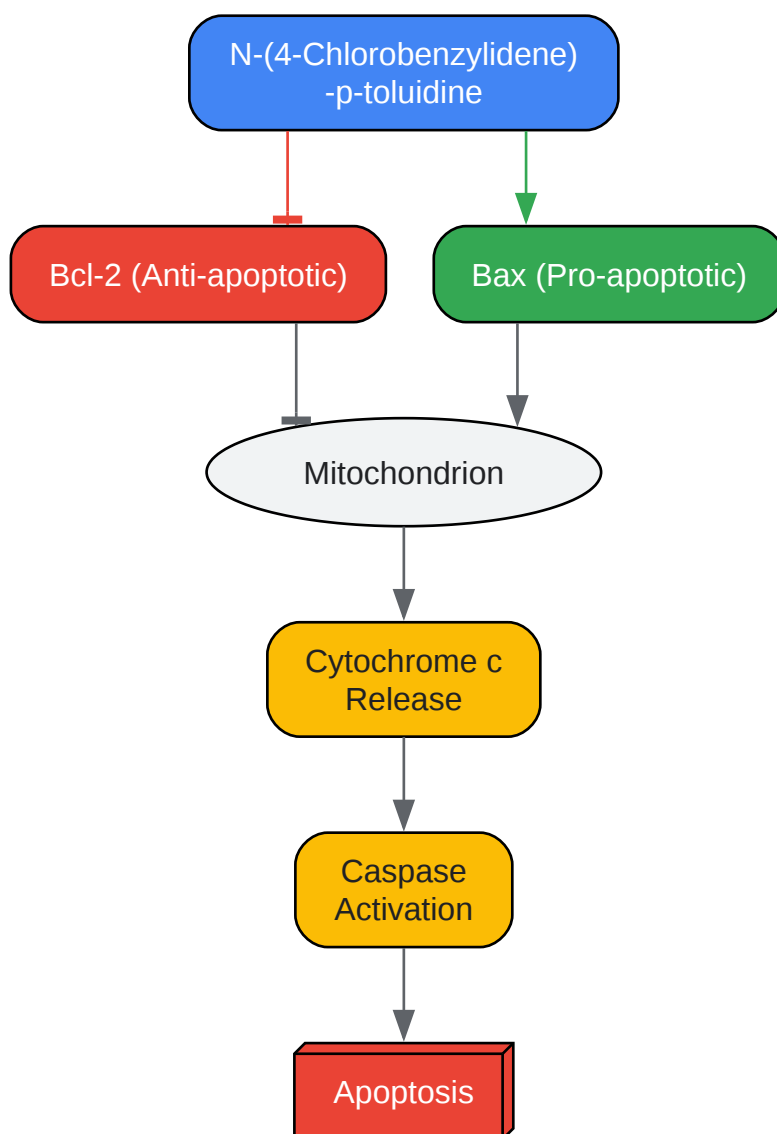 N-(4-Chlorobenzylidene)
-p-toluidine
Bcl-2 (Anti-apoptotic)
Bax (Pro-apoptotic)
Mitochondrion
Cytochrome c
Release
Caspase
Activation
Apoptosis